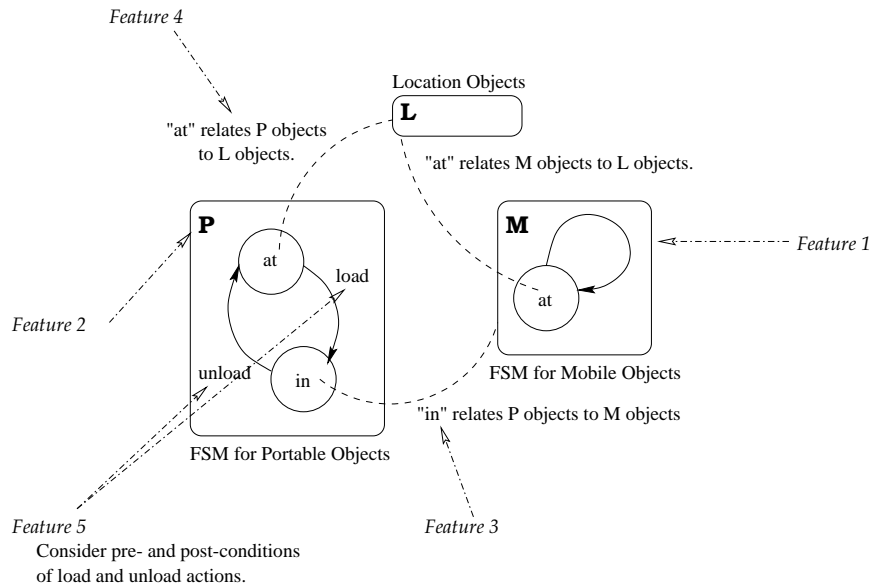 Feature 4
Location Objects
L
"at" relates P objects
to L objects.
"at" relates M objects to L objects.
P
M
at
load
Feature 1
at
Feature 2
unload
in
FSM for Mobile Objects
"in" relates P objects to M objects
FSM for Portable Objects
Feature 5
Feature 3
Consider pre- and post-conditions
of load and unload actions.